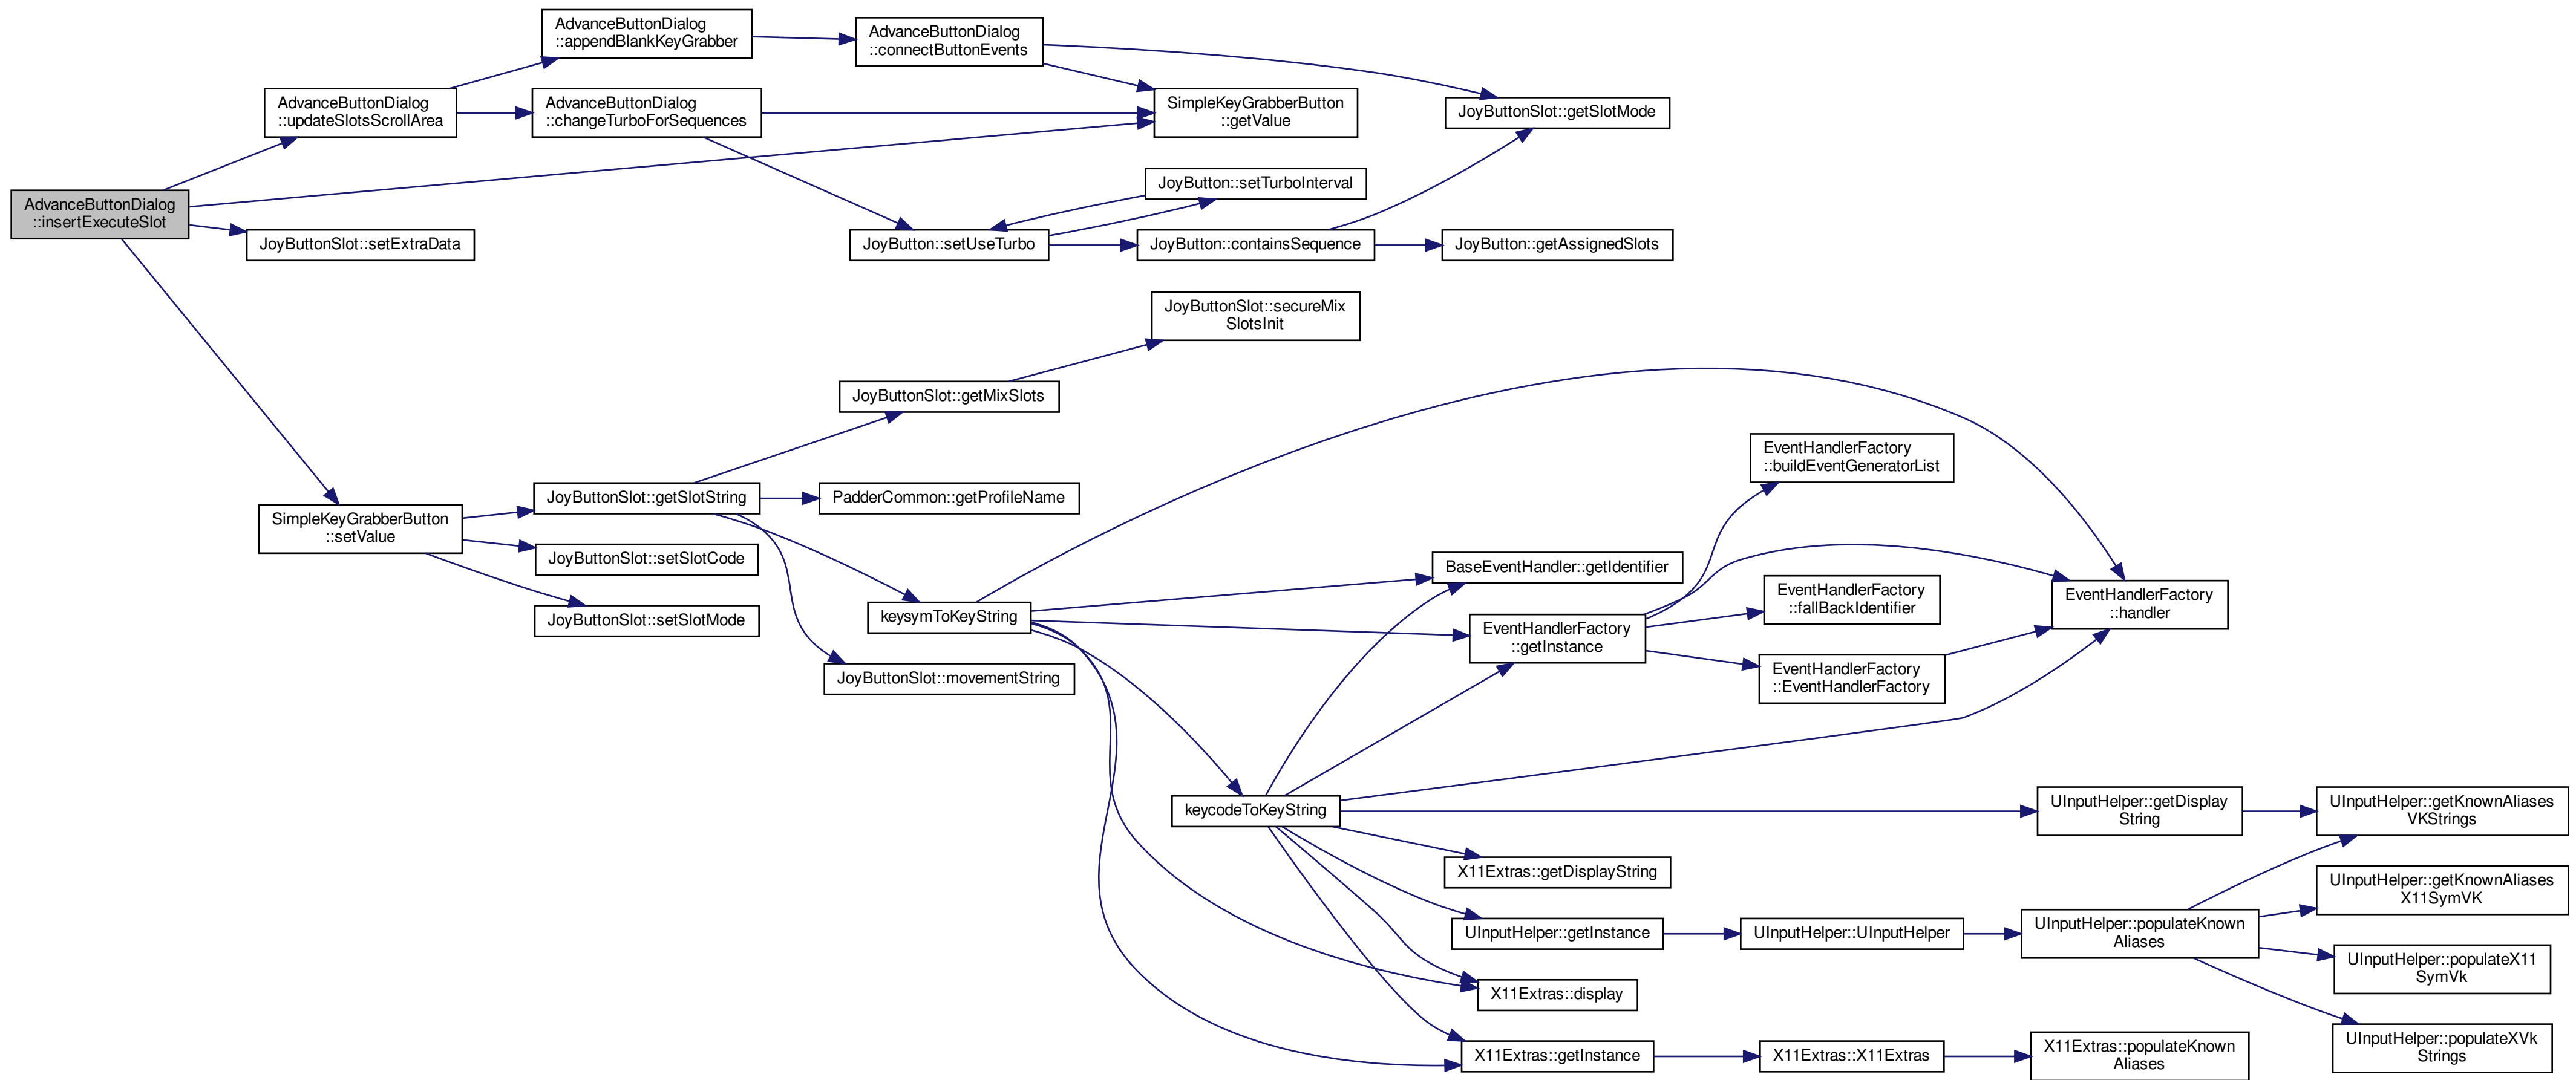 AdvanceButtonDialog
::insertExecuteSlot
AdvanceButtonDialog
::updateSlotsScrollArea
AdvanceButtonDialog
::appendBlankKeyGrabber
AdvanceButtonDialog
::connectButtonEvents
AdvanceButtonDialog
::changeTurboForSequences
SimpleKeyGrabberButton
::getValue
JoyButtonSlot::getSlotMode
JoyButton::setTurboInterval
JoyButton::setUseTurbo
JoyButton::containsSequence
JoyButton::getAssignedSlots
JoyButtonSlot::setExtraData
JoyButtonSlot::secureMix
SlotsInit
JoyButtonSlot::getMixSlots
SimpleKeyGrabberButton
::setValue
JoyButtonSlot::getSlotString
PadderCommon::getProfileName
JoyButtonSlot::setSlotCode
JoyButtonSlot::setSlotMode
keysymToKeyString
JoyButtonSlot::movementString
BaseEventHandler::getIdentifier
EventHandlerFactory
::getInstance
EventHandlerFactory
::buildEventGeneratorList
EventHandlerFactory
::fallBackIdentifier
EventHandlerFactory
::EventHandlerFactory
EventHandlerFactory
::handler
keycodeToKeyString
UInputHelper::getDisplay
String
UInputHelper::getKnownAliases
VKStrings
X11Extras::getDisplayString
UInputHelper::getInstance
UInputHelper::UInputHelper
UInputHelper::populateKnown
Aliases
UInputHelper::getKnownAliases
X11SymVK
UInputHelper::populateX11
SymVk
UInputHelper::populateXVk
Strings
X11Extras::display
X11Extras::getInstance
X11Extras::X11Extras
X11Extras::populateKnown
Aliases